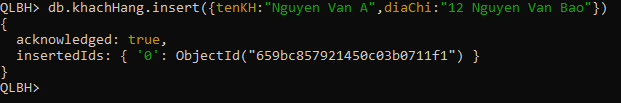 QLBH> db.khachHang.insert({tenKH:"Nguyen Van A",diaChi:"12 Nguyen Van Bao"})
{
  acknowledged: true,
  insertedIds: { '0': ObjectId("659bc857921450c03b0711f1") }
}
QLBH>